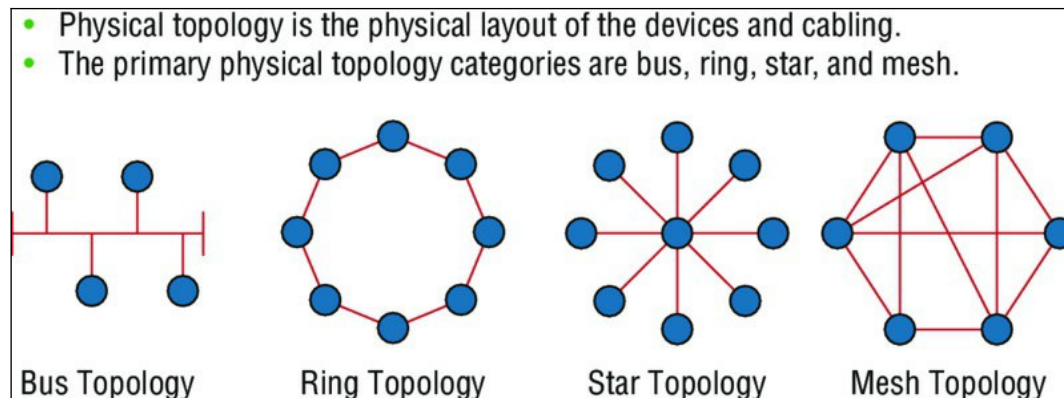 • Physical topology is the physical layout of the devices and cabling.
• The primary physical topology categories are bus, ring, star, and mesh.
Bus Topology
Ring Topology
Star Topology
Mesh Topology